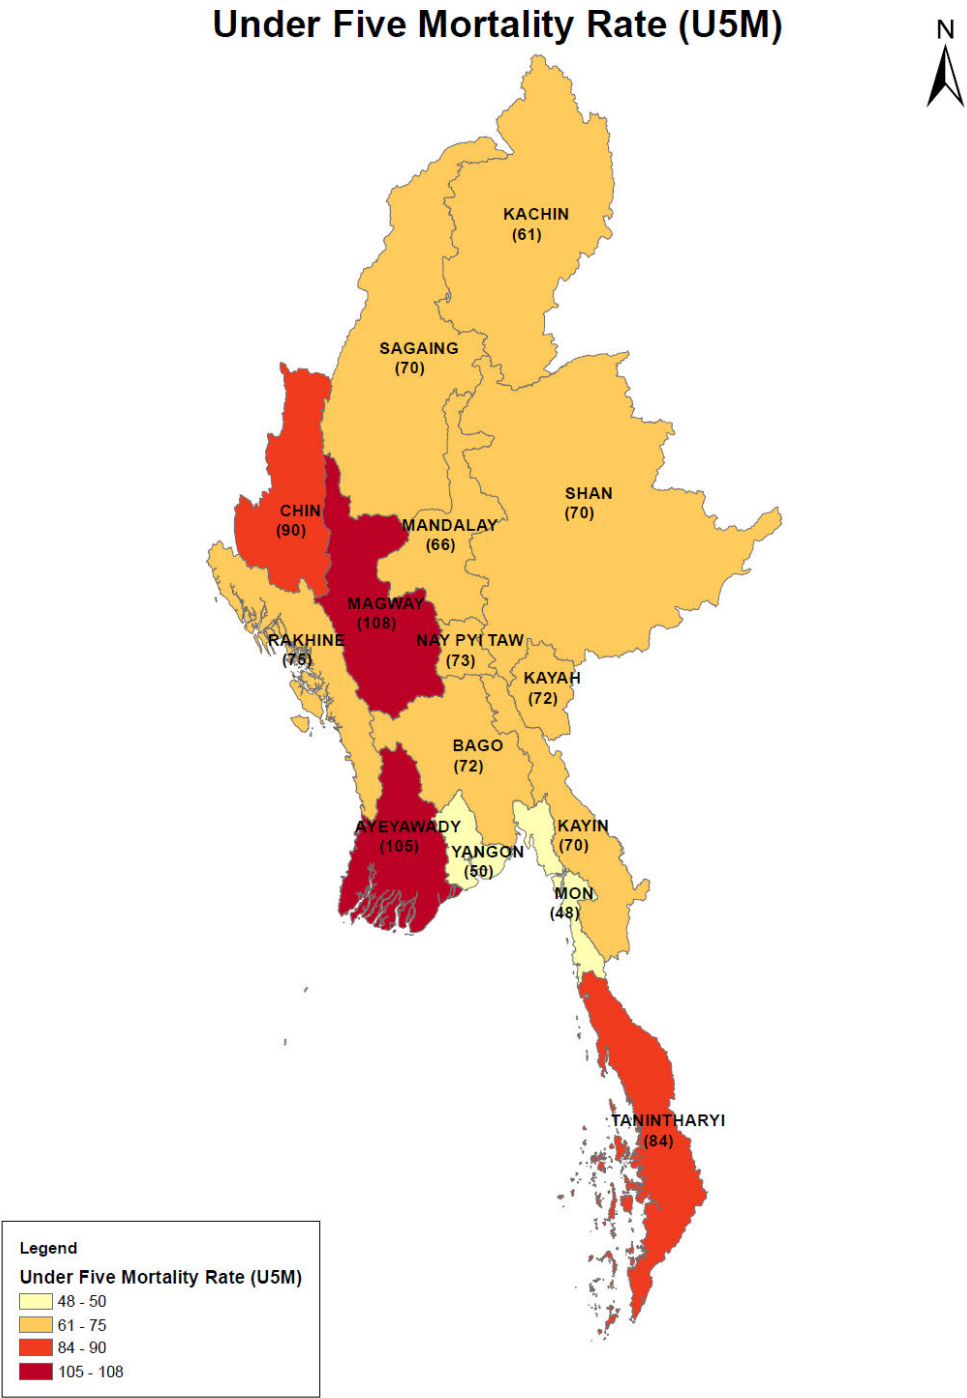 Under Five Mortality Rate (U5M)
N
KACHIN
(61)
SAGAING
(70)
SHAN
(70)
CHIN
(90)
MANDALAY
(66)
MAGWAY
(108)
RAKHINE
(75)
NAY PYI TAW
(73)
KAYAH
(72)
BAGO
(72)
AYEYAWADY
(105)
YANGON
(50)
KAYIN
(70)
MON
(48)
TANINTHARYI
(84)
Legend
Under Five Mortality Rate (U5M)
48 - 50
61 - 75
84 - 90
105 - 108